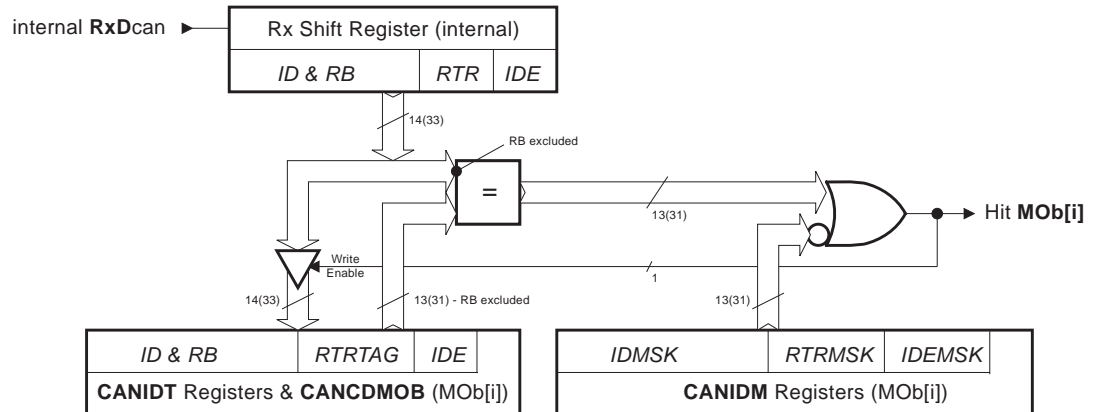 internal RxDcan
Rx Shift Register (internal)
ID & RB RTR IDE
14(33)
RB excluded
=
13(31)
Hit MOb[i]
Write
Enable
1
14(33)
13(31) - RB excluded
13(31)
ID & RB RTRTAG IDE
CANIDT Registers & CANCDMOB (MOb[i])
IDMSK RTRMSK IDEMSK
CANIDM Registers (MOb[i])